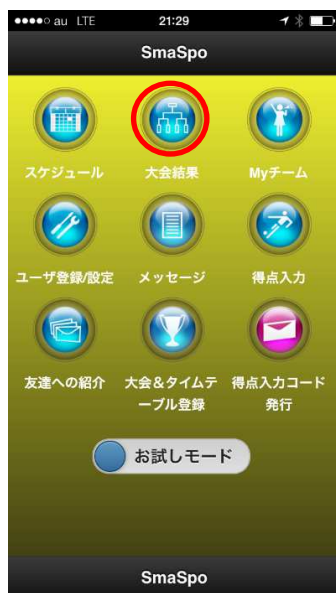 au LTE 21:29
SmaSpo
スケジュール 大会結果 Myチーム
ユーザ登録/設定 メッセージ 得点入力
友達への紹介 大会&タイムテ 得点入力コード
ーブル登録 発行
お試しモード
SmaSpo